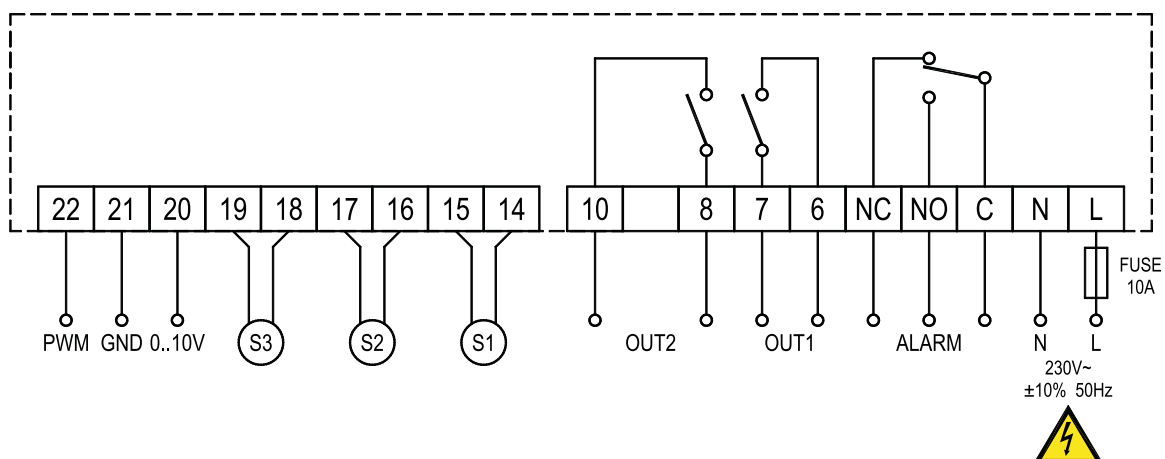 22 21 20 19 18 17 16 15 14 10 8 7 6 NC NO C N L
FUSE
10A
PWM GND 0..10V S3 S2 S1 OUT2 OUT1 ALARM N L
230V~
±10% 50Hz